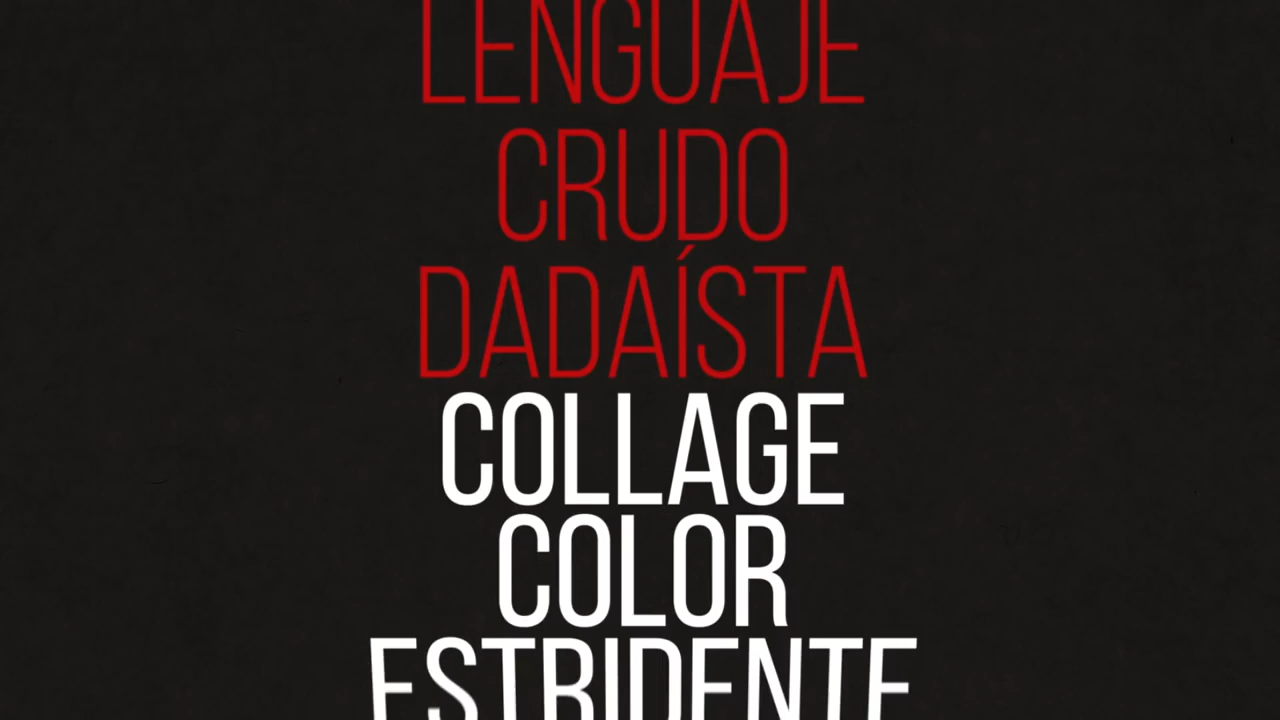 LENGUAJE
CRUDO
DADAÍSTA
COLLAGE
COLOR
ESTRIDENTE